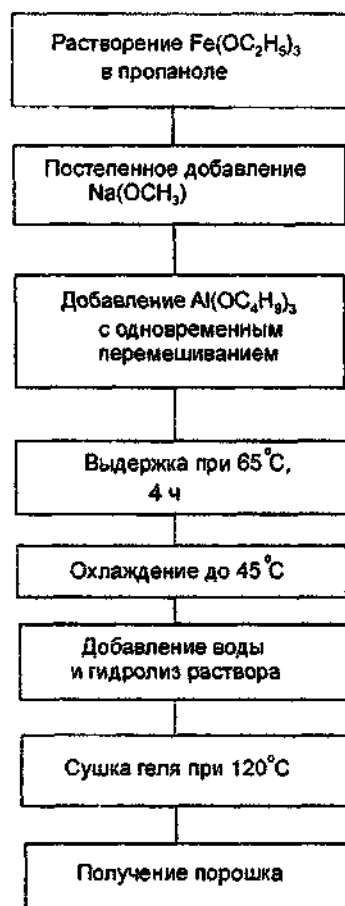 Растворение Fe(OC₂H₅)₃
в пропаноле
Постепенное добавление
Na(OCH₃)
Добавление Al(OC₄H₉)₃
с одновременным
перемешиванием
Выдержка при 65°C,
4 ч
Охлаждение до 45°C
Добавление воды
и гидролиз раствора
Сушка геля при 120°C
Получение порошка